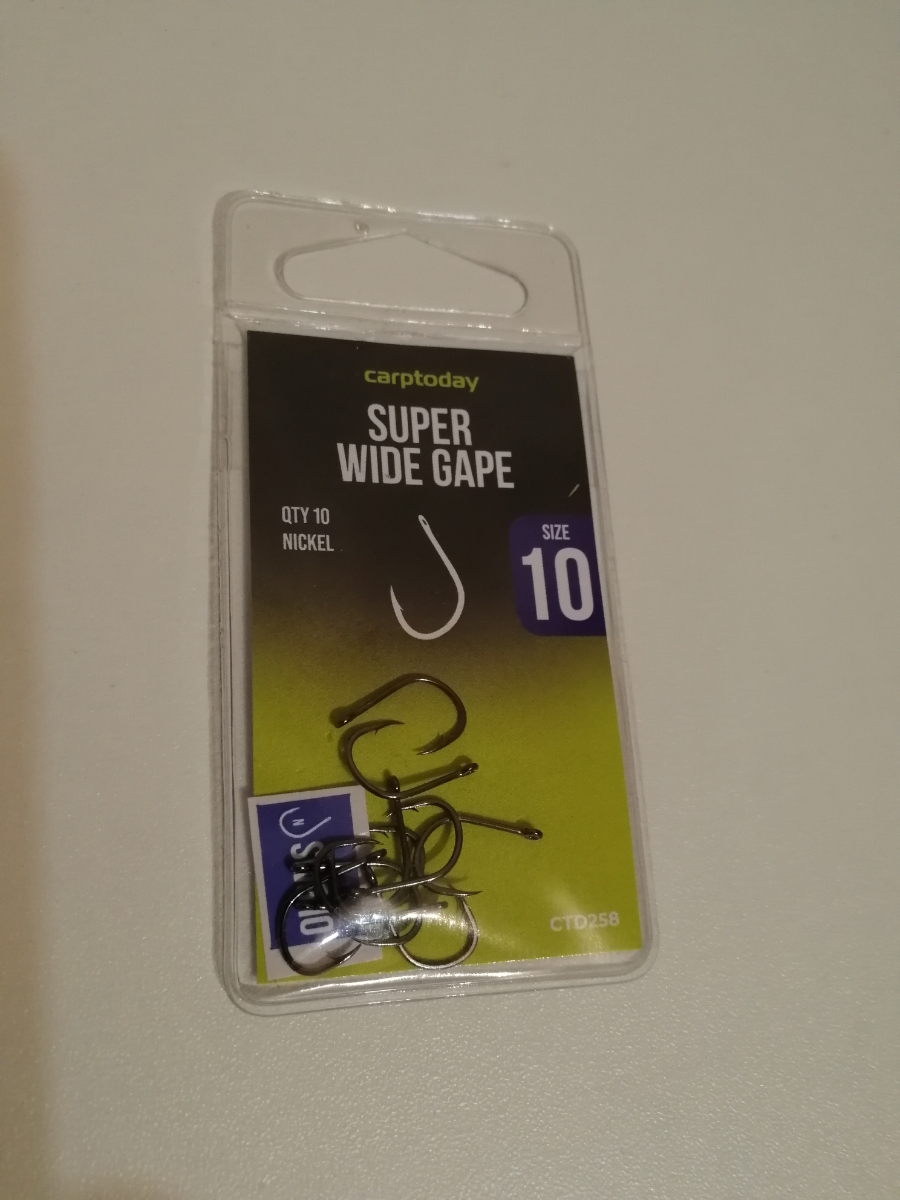 carptoday
SUPER
WIDE GAPE
QTY 10
NICKEL
SIZE
10
N
CTD258